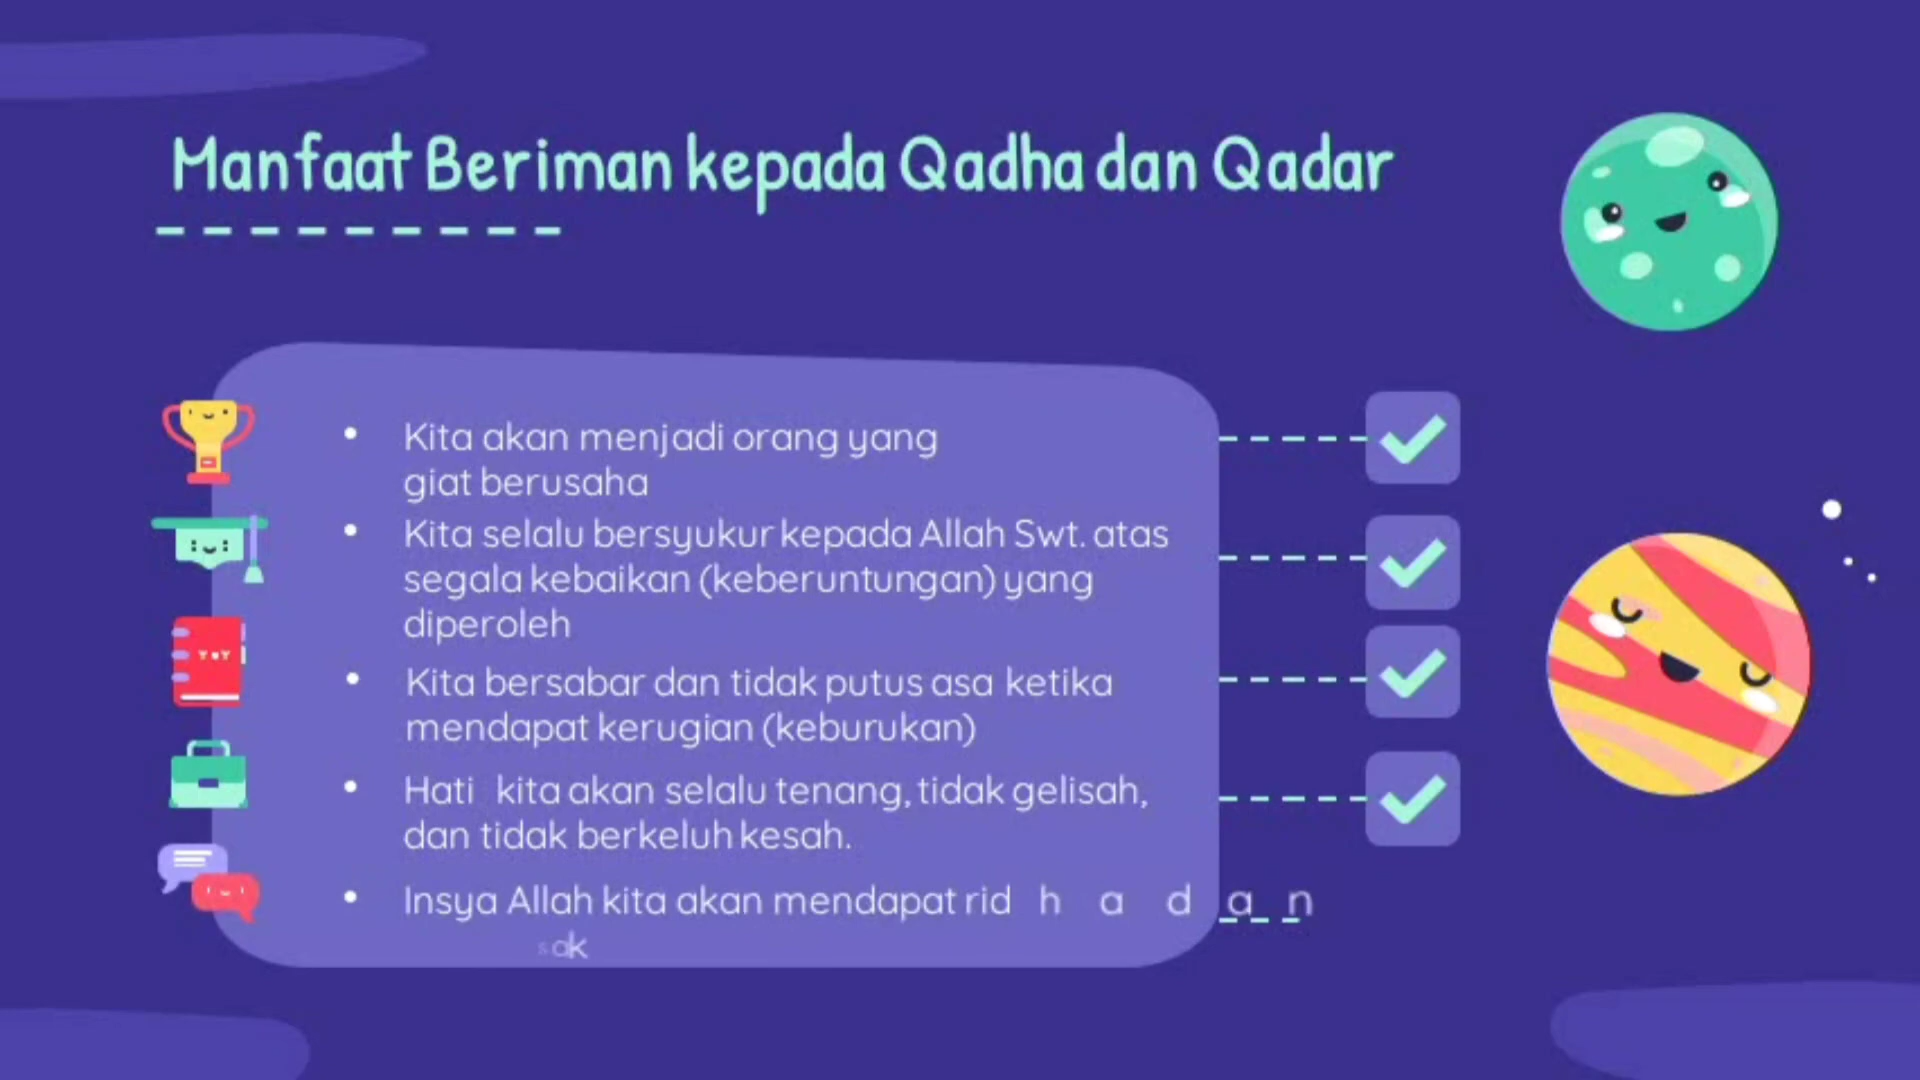 Manfaat Beriman kepada Qadha dan Qadar
• Kita akan menjadi orang yang
giat berusaha
• Kita selalu bersyukur kepada Allah Swt. atas
segala kebaikan (keberuntungan) yang
diperoleh
• Kita bersabar dan tidak putus asa ketika
mendapat kerugian (keburukan)
• Hati kita akan selalu tenang, tidak gelisah,
dan tidak berkeluh kesah.
• Insya Allah kita akan mendapat ridha dan